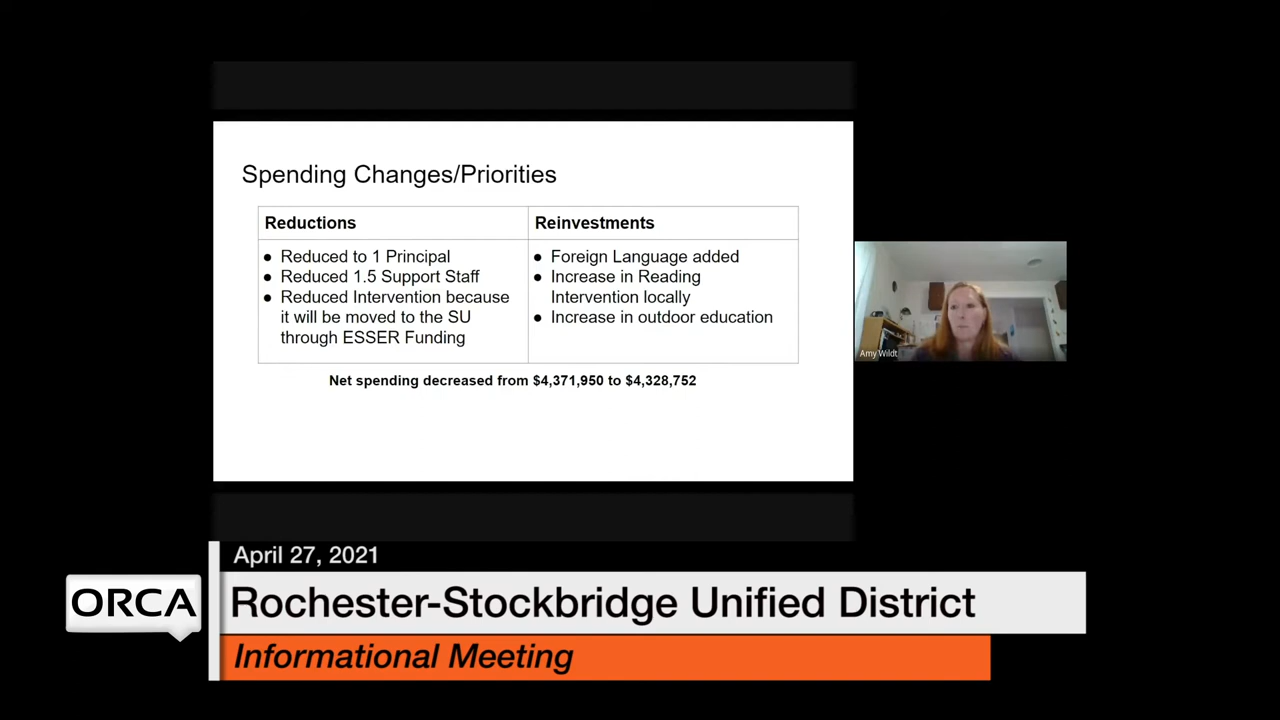 Spending Changes/Priorities
Reductions
● Reduced to 1 Principal
● Reduced 1.5 Support Staff
● Reduced Intervention because
it will be moved to the SU
through ESSER Funding
Reinvestments
● Foreign Language added
● Increase in Reading
Intervention locally
● Increase in outdoor education
Net spending decreased from $4,371,950 to $4,328,752
Amy Wildt
April 27, 2021
ORCA
Rochester-Stockbridge Unified District
Informational Meeting